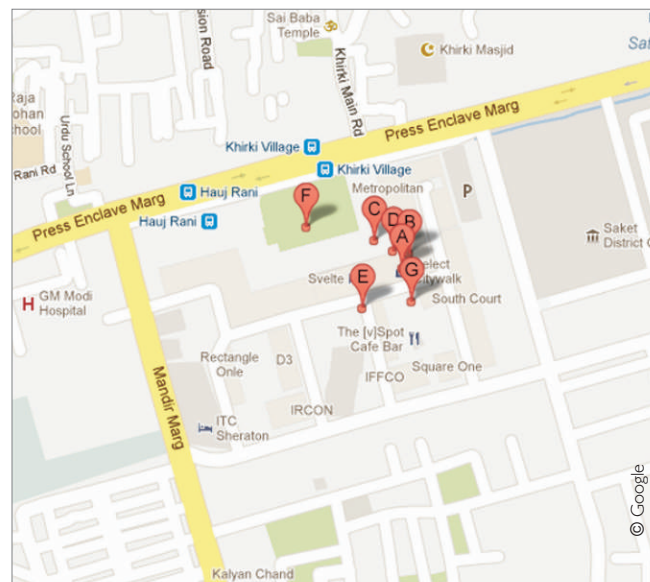 Sai Baba
Temple
sion Road
Khirki Main Rd
Khirki Masjid
Saf
Raja
ohan
chool
Urdu School Ln
Rani Rd
Press Enclave Marg
Khirki Village
Khirki Village
Hauj Rani
Hauj Rani
Press Enclave Marg
Metropolitan
P
F
C
D
B
A
E
G
elect
tywalk
Svelte
South Court
Saket
District C
H
GM Modi
Hospital
The [v]Spot
Cafe Bar
Square One
Rectangle
Onle
D3
IFFCO
IRCON
ITC
Sheraton
Mandir Marg
Kalyan Chand
© Google